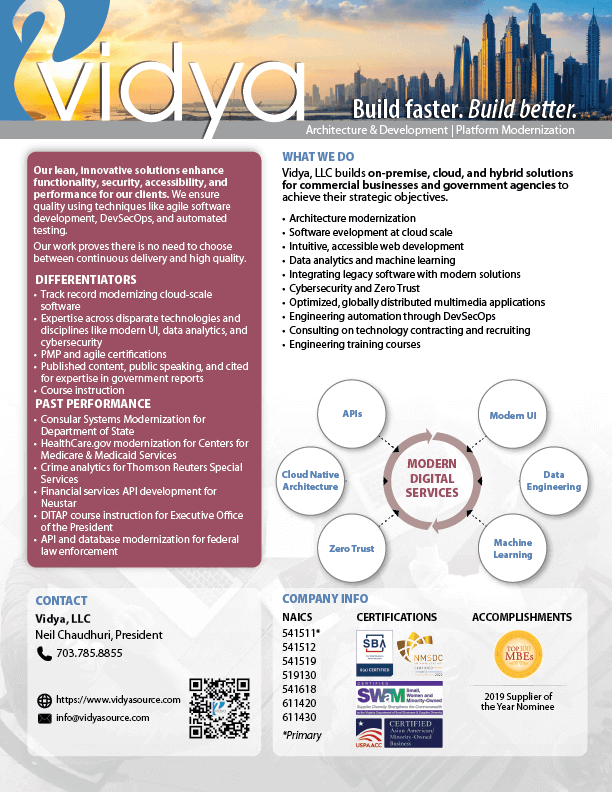 vidya
Build faster. Build better.
Architecture & Development | Platform Modernization
Our lean, innovative solutions enhance
functionality, security, accessibility, and
performance for our clients. We ensure
quality using techniques like agile software
development, DevSecOps, and automated
testing.
Our work proves there is no need to choose
between continuous delivery and high quality.
DIFFERENTIATORS
• Track record modernizing cloud-scale
software
• Expertise across disparate technologies and
disciplines like modern UI, data analytics, and
cybersecurity
• PMP and agile certifications
• Published content, public speaking, and cited
for expertise in government reports
• Course instruction
PAST PERFORMANCE
• Consular Systems Modernization for
Department of State
• HealthCare.gov modernization for Centers for
Medicare & Medicaid Services
• Crime analytics for Thomson Reuters Special
Services
• Financial services API development for
Neustar
• DITAP course instruction for Executive Office
of the President
• API and database modernization for federal
law enforcement
WHAT WE DO
Vidya, LLC builds on-premise, cloud, and hybrid solutions
for commercial businesses and government agencies to
achieve their strategic objectives.
• Architecture modernization
• Software evelopment at cloud scale
• Intuitive, accessible web development
• Data analytics and machine learning
• Integrating legacy software with modern solutions
• Cybersecurity and Zero Trust
• Optimized, globally distributed multimedia applications
• Engineering automation through DevSecOps
• Consulting on technology contracting and recruiting
• Engineering training courses
APIs
Modern UI
Cloud Native
Architecture
MODERN
DIGITAL
SERVICES
Data
Engineering
Zero Trust
Machine
Learning
CONTACT
Vidya, LLC
Neil Chaudhuri, President
703.785.8855
https://www.vidyasource.com
info@vidyasource.com
COMPANY INFO
NAICS
541511*
541512
541519
519130
541618
611420
611430
*Primary
CERTIFICATIONS
SBA
8(a) CERTIFIED
NMSDC
CERTIFIED
SWaM Small,
Women and
Minority-Owned
Supplier Diversity Strengthens the Commonwealth
USPAACC
CERTIFIED
Asian American/
Minority-Owned
Business
ACCOMPLISHMENTS
TOP 100
MBEs
2019 Supplier of
the Year Nominee